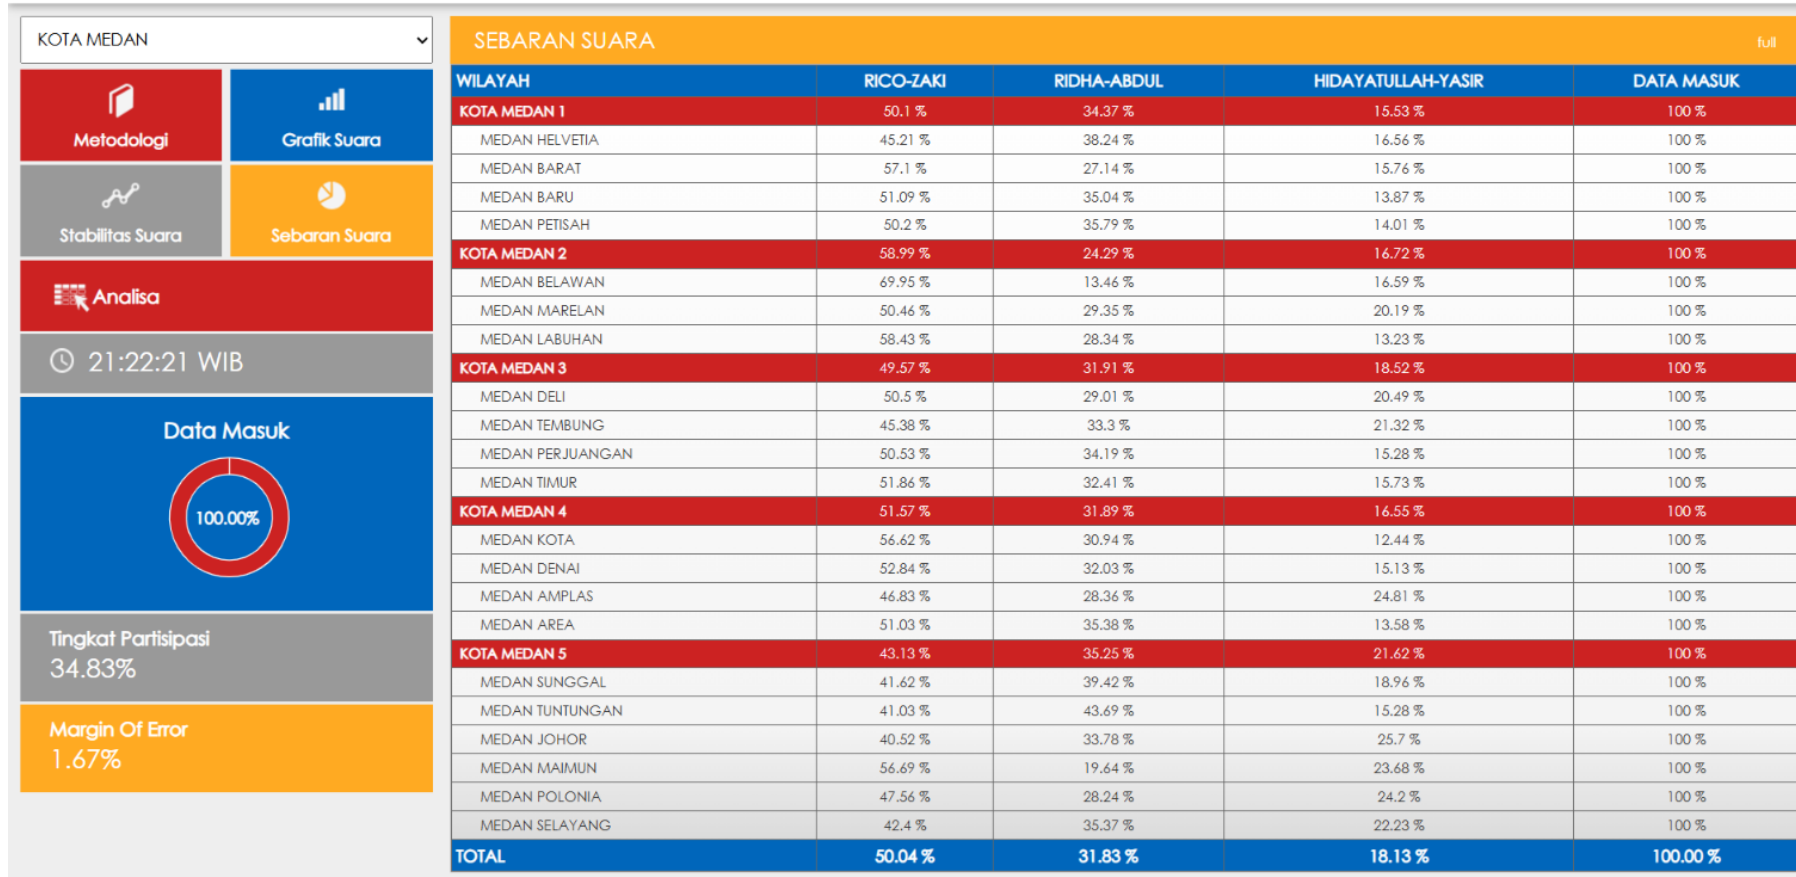 KOTA MEDAN
Metodologi
Grafik Suara
Stabilitas Suara
Sebaran Suara
Analisa
21:22:21 WIB
Data Masuk
100.00%
Tingkat Partisipasi
34.83%
Margin Of Error
1.67%
SEBARAN SUARA full
WILAYAH RICO-ZAKI RIDHA-ABDUL HIDAYATULLAH-YASIR DATA MASUK
KOTA MEDAN 1 50.1 % 34.37 % 15.53 % 100 %
MEDAN HELVETIA 45.21 % 38.24 % 16.56 % 100 %
MEDAN BARAT 57.1 % 27.14 % 15.76 % 100 %
MEDAN BARU 51.09 % 35.04 % 13.87 % 100 %
MEDAN PETISAH 50.2 % 35.79 % 14.01 % 100 %
KOTA MEDAN 2 58.99 % 24.29 % 16.72 % 100 %
MEDAN BELAWAN 69.95 % 13.46 % 16.59 % 100 %
MEDAN MARELAN 50.46 % 29.35 % 20.19 % 100 %
MEDAN LABUHAN 58.43 % 28.34 % 13.23 % 100 %
KOTA MEDAN 3 49.57 % 31.91 % 18.52 % 100 %
MEDAN DELI 50.5 % 29.01 % 20.49 % 100 %
MEDAN TEMBUNG 45.38 % 33.3 % 21.32 % 100 %
MEDAN PERJUANGAN 50.53 % 34.19 % 15.28 % 100 %
MEDAN TIMUR 51.86 % 32.41 % 15.73 % 100 %
KOTA MEDAN 4 51.57 % 31.89 % 16.55 % 100 %
MEDAN KOTA 56.62 % 30.94 % 12.44 % 100 %
MEDAN DENAI 52.84 % 32.03 % 15.13 % 100 %
MEDAN AMPLAS 46.83 % 28.36 % 24.81 % 100 %
MEDAN AREA 51.03 % 35.38 % 13.58 % 100 %
KOTA MEDAN 5 43.13 % 35.25 % 21.62 % 100 %
MEDAN SUNGGAL 41.62 % 39.42 % 18.96 % 100 %
MEDAN TUNTUNGAN 41.03 % 43.69 % 15.28 % 100 %
MEDAN JOHOR 40.52 % 33.78 % 25.7 % 100 %
MEDAN MAIMUN 56.69 % 19.64 % 23.68 % 100 %
MEDAN POLONIA 47.56 % 28.24 % 24.2 % 100 %
MEDAN SELAYANG 42.4 % 35.37 % 22.23 % 100 %
TOTAL 50.04 % 31.83 % 18.13 % 100.00 %